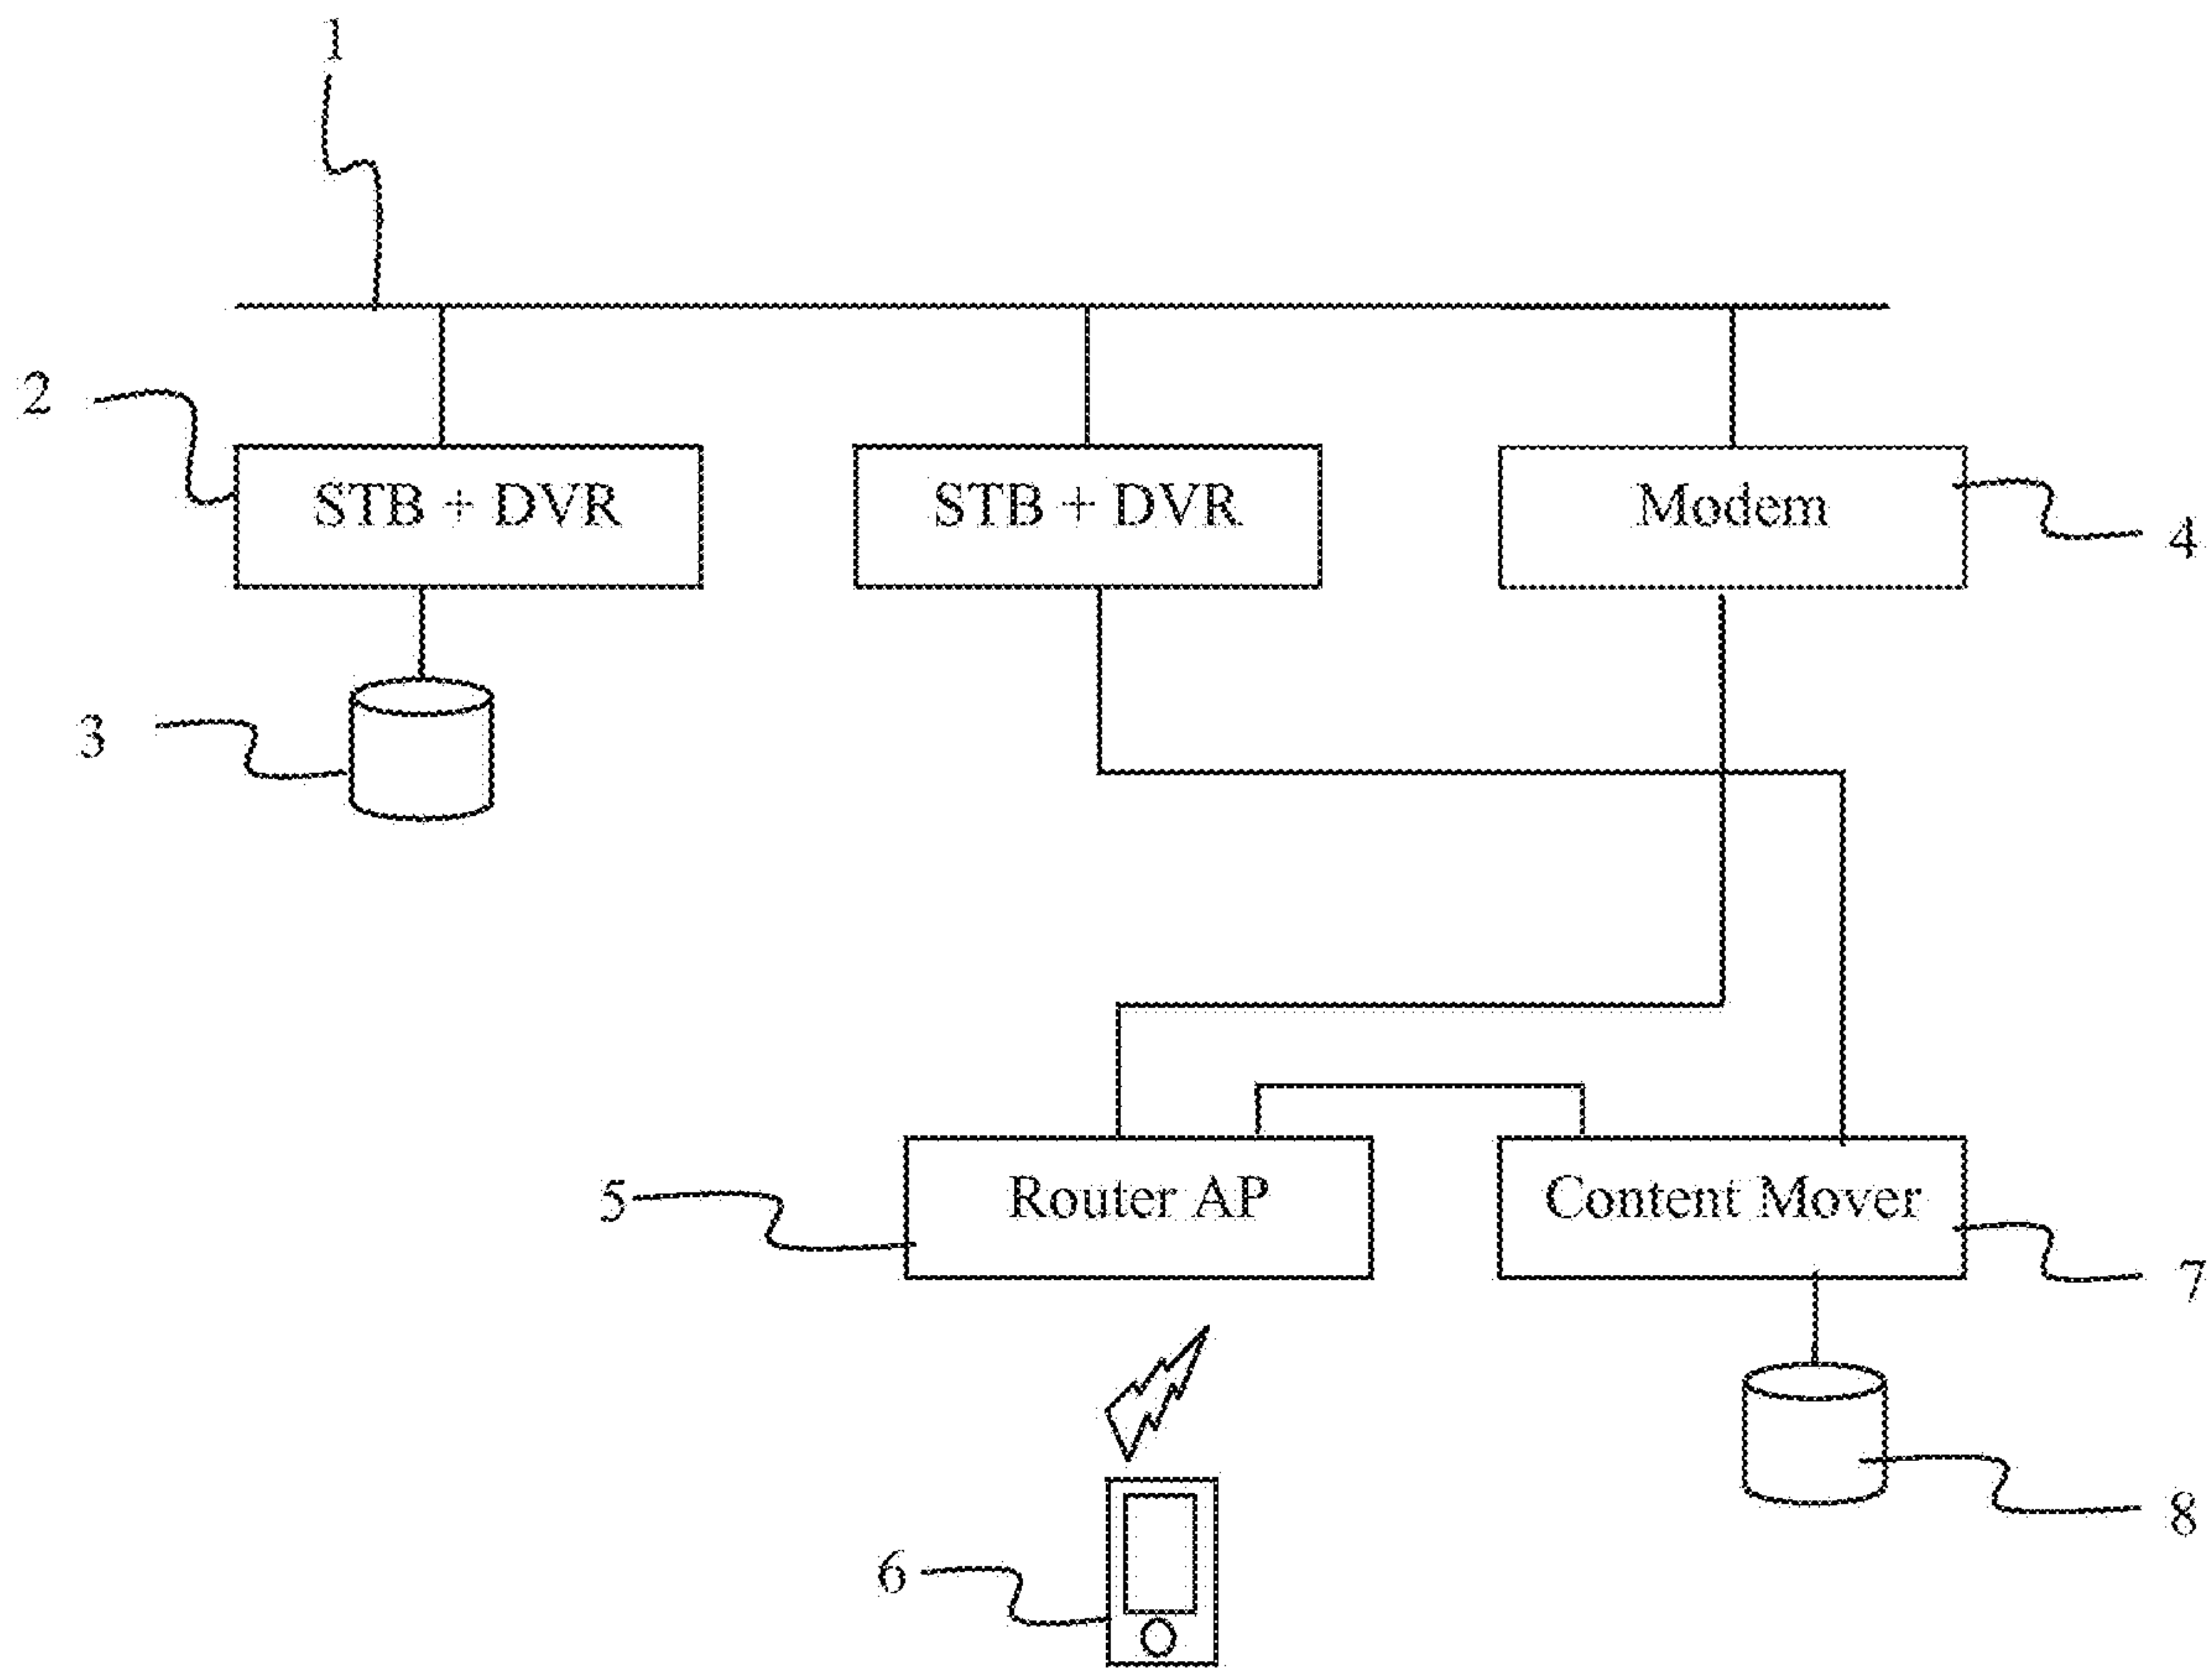 1
2
STB + DVR
STB + DVR
Modem
4
3
5
Router AP
Content Mover
7
8
6